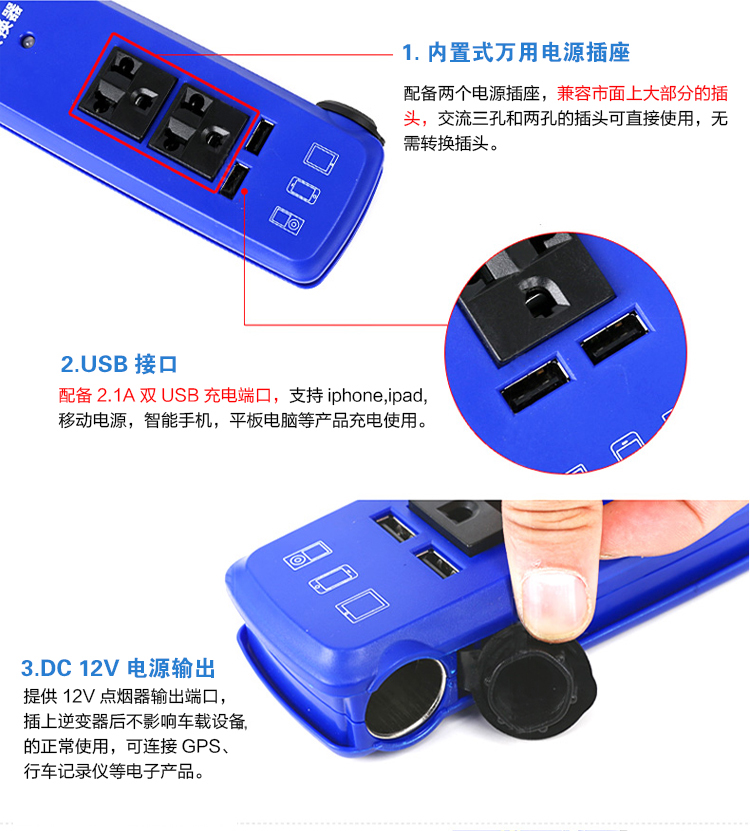 换器
1. 内置式万用电源插座
配备两个电源插座，兼容市面上大部分的插
头，交流三孔和两孔的插头可直接使用，无
需转换插头。
2.USB 接口
配备 2.1A 双 USB 充电端口，支持 iphone,ipad,
移动电源，智能手机，平板电脑等产品充电使用。
3.DC 12V 电源输出
提供 12V 点烟器输出端口，
插上逆变器后不影响车载设备,
的正常使用，可连接 GPS、
行车记录仪等电子产品。